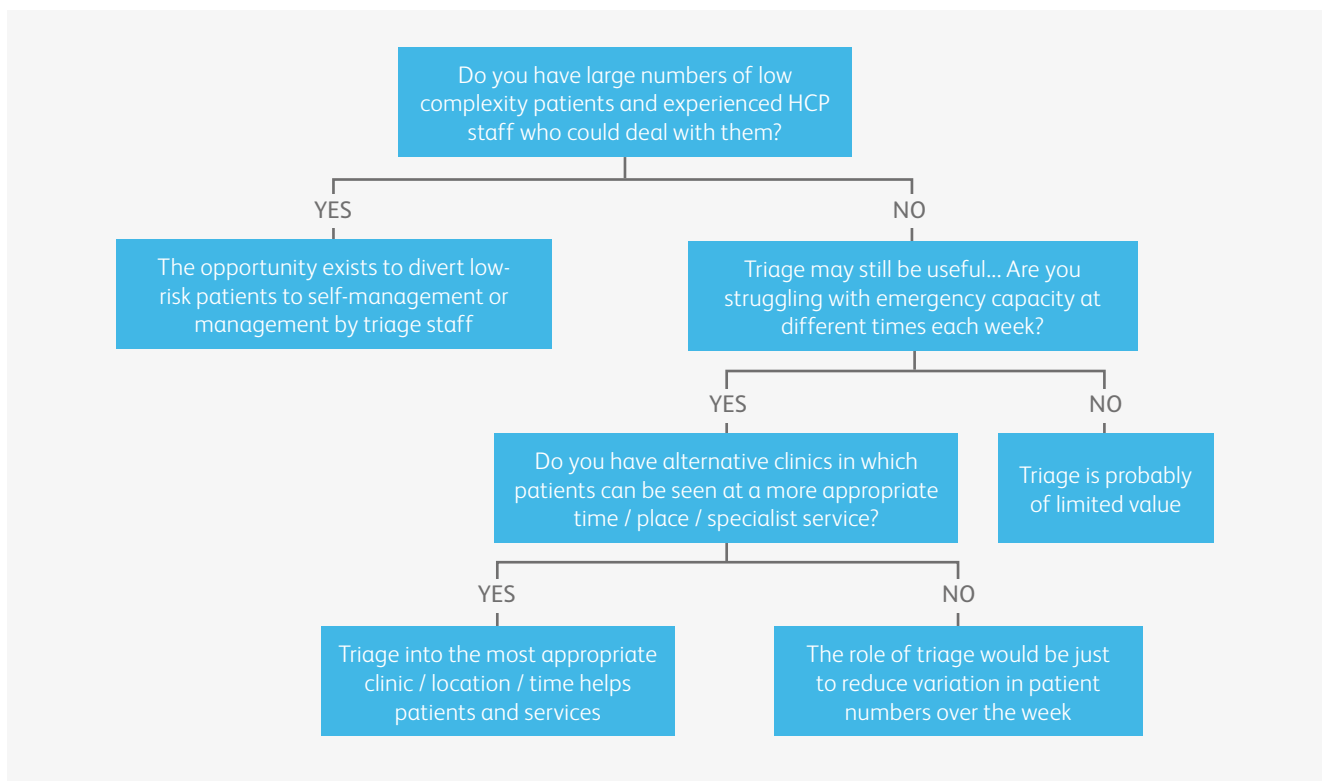 Do you have large numbers of low
complexity patients and experienced HCP
staff who could deal with them?
YES
NO
The opportunity exists to divert low-
risk patients to self-management or
management by triage staff
Triage may still be useful... Are you
struggling with emergency capacity at
different times each week?
YES
NO
Do you have alternative clinics in which
patients can be seen at a more appropriate
time / place / specialist service?
Triage is probably
of limited value
YES
NO
Triage into the most appropriate
clinic / location / time helps
patients and services
The role of triage would be just
to reduce variation in patient
numbers over the week